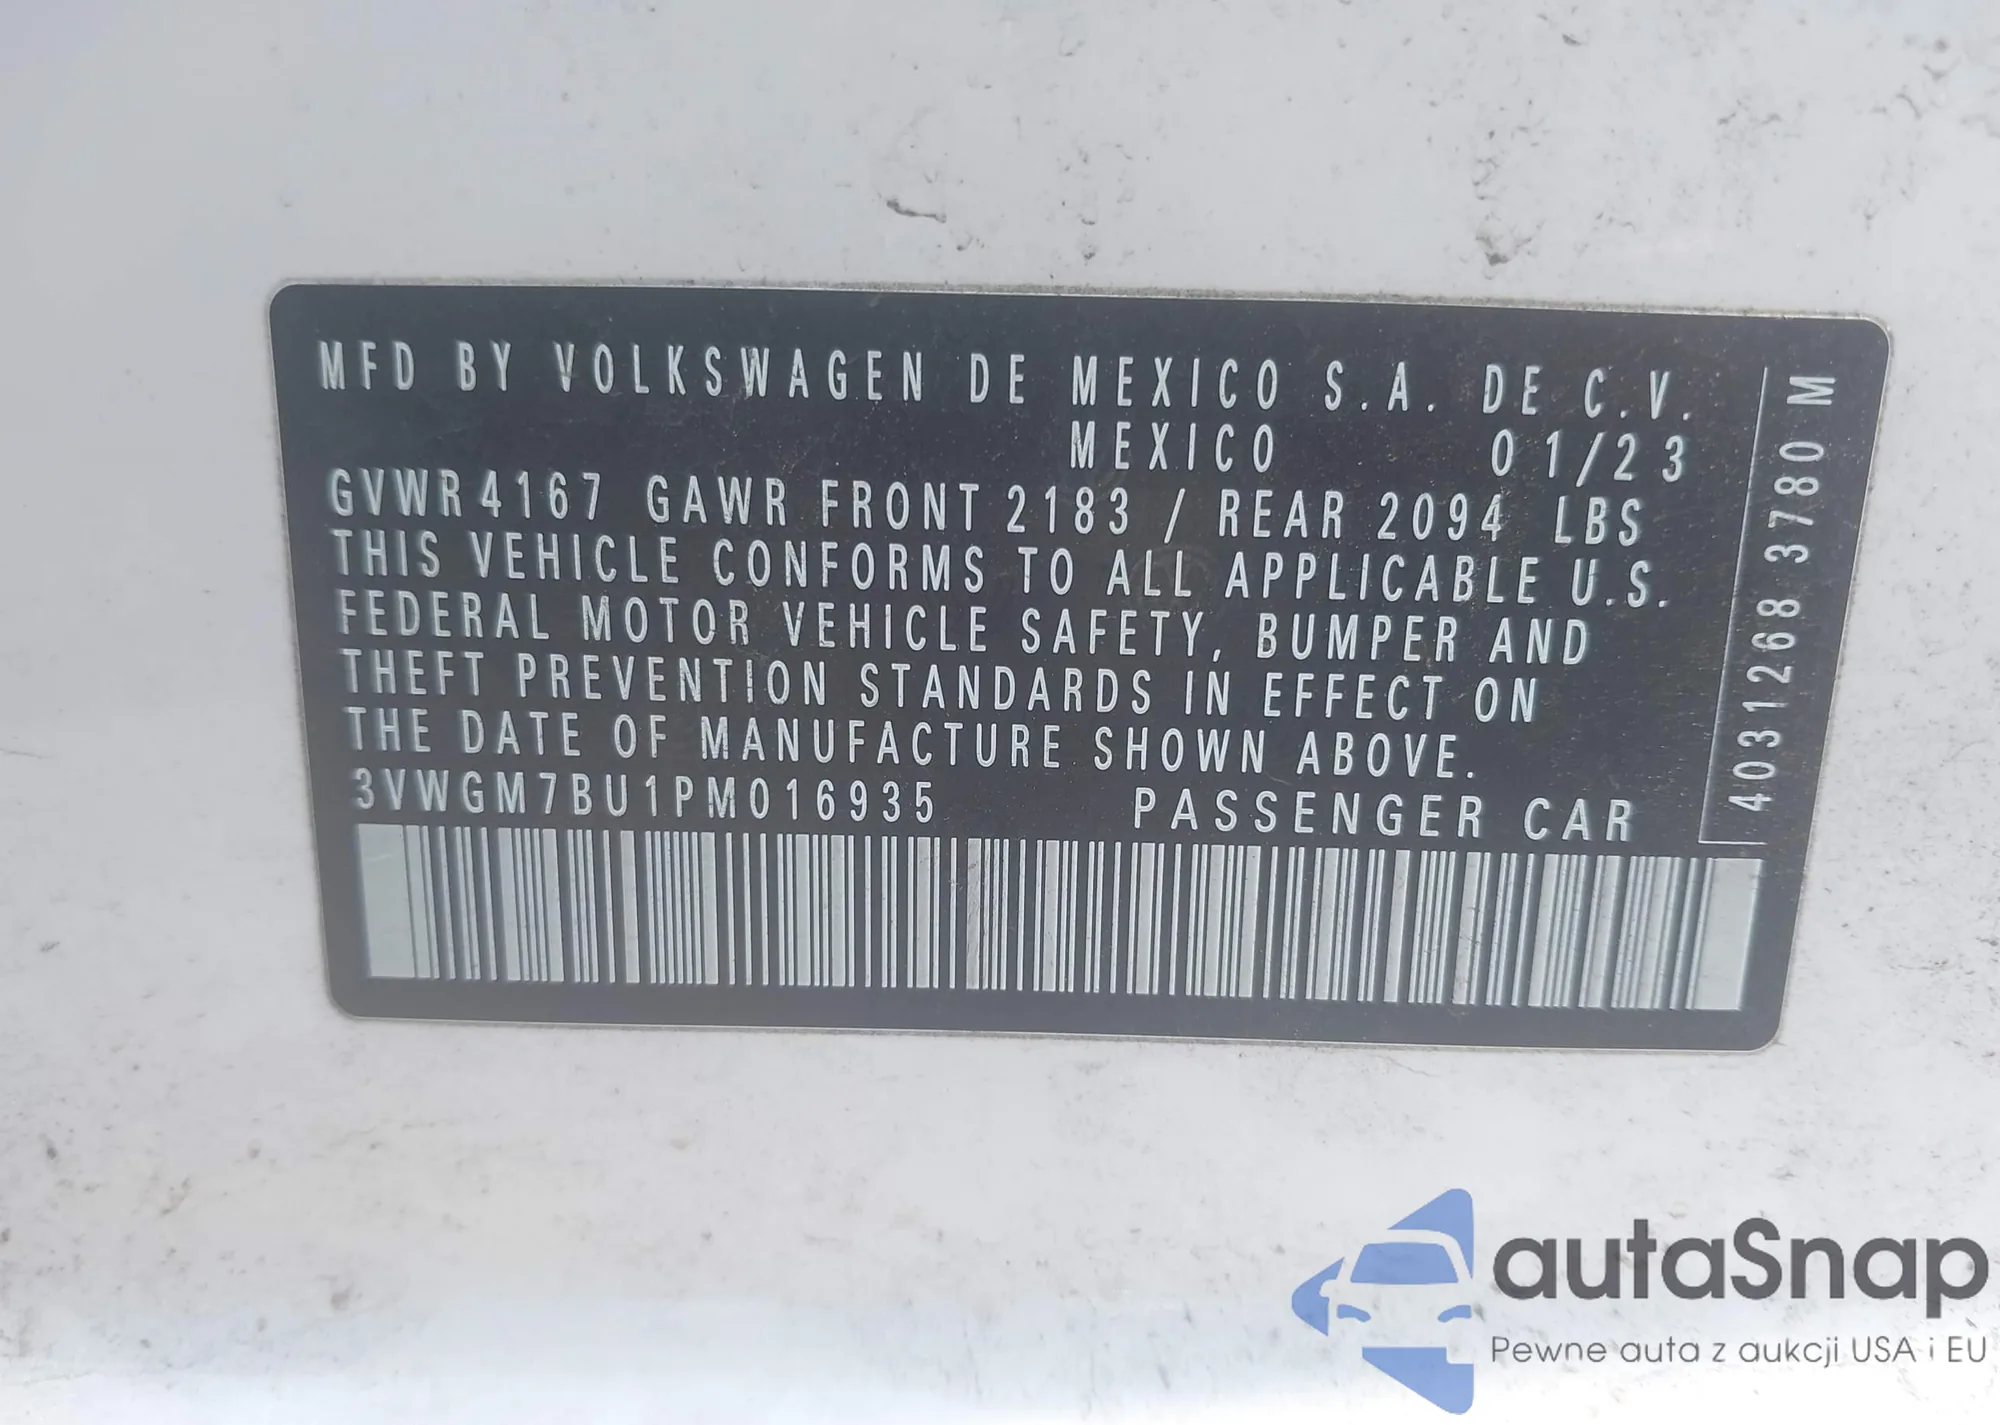 MFD BY VOLKSWAGEN DE MEXICO S.A. DE C.V.
MEXICO 01/23
GVWR 4167 GAWR FRONT 2183 / REAR 2094 LBS
THIS VEHICLE CONFORMS TO ALL APPLICABLE U.S.
FEDERAL MOTOR VEHICLE SAFETY, BUMPER AND
THEFT PREVENTION STANDARDS IN EFFECT ON
THE DATE OF MANUFACTURE SHOWN ABOVE.
3VWGM7BU1PM016935 PASSENGER CAR
4031268 3780 M
autaSnap
Pewne auta z aukcji USA i EU